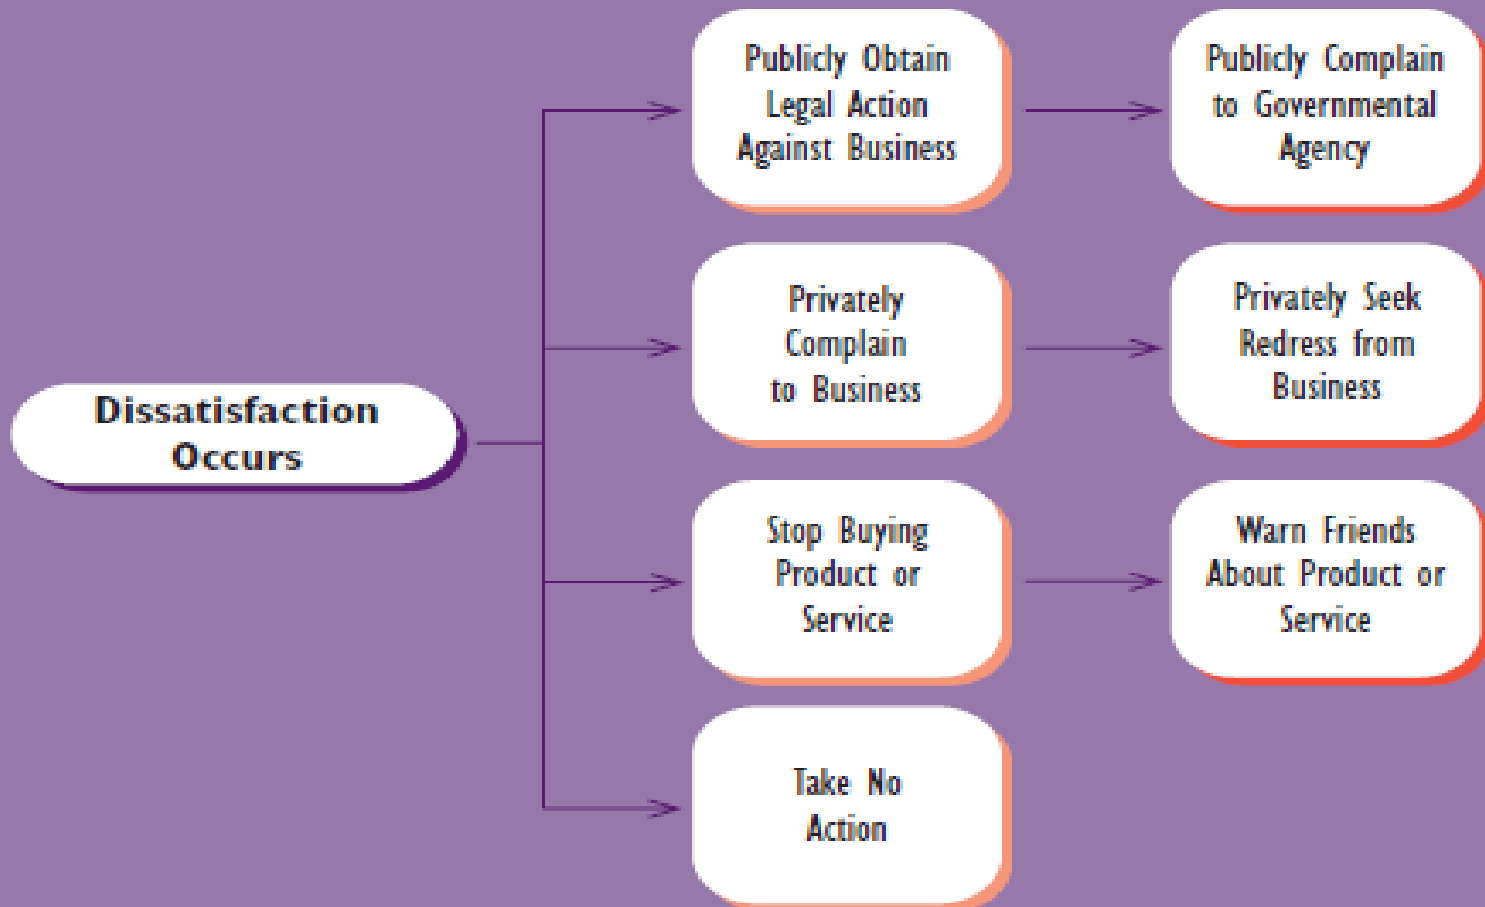 Publicly Obtain
Legal Action
Against Business
Publicly Complain
to Governmental
Agency
Privately
Complain
to Business
Privately Seek
Redress from
Business
Dissatisfaction
Occurs
Stop Buying
Product or
Service
Warn Friends
About Product or
Service
Take No
Action